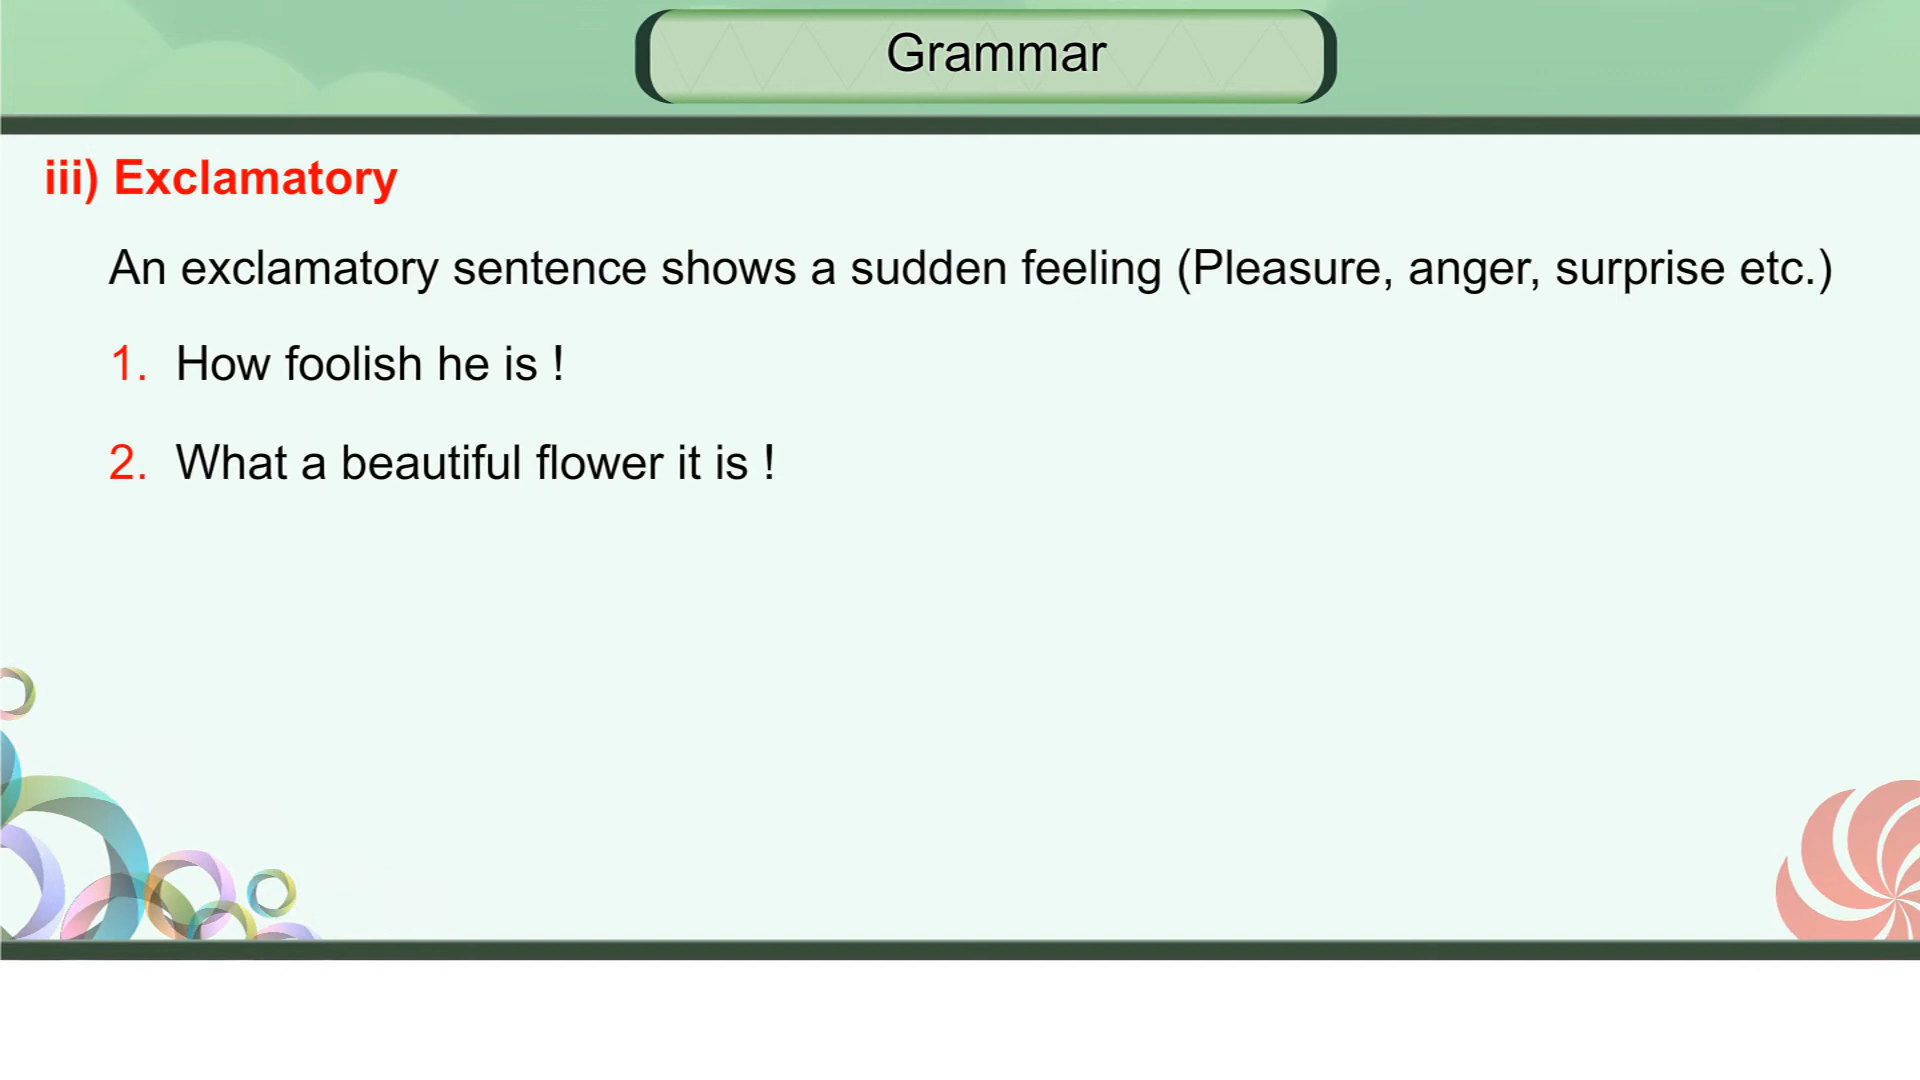 Grammar
iii) Exclamatory
An exclamatory sentence shows a sudden feeling (Pleasure, anger, surprise etc.)
1. How foolish he is !
2. What a beautiful flower it is !